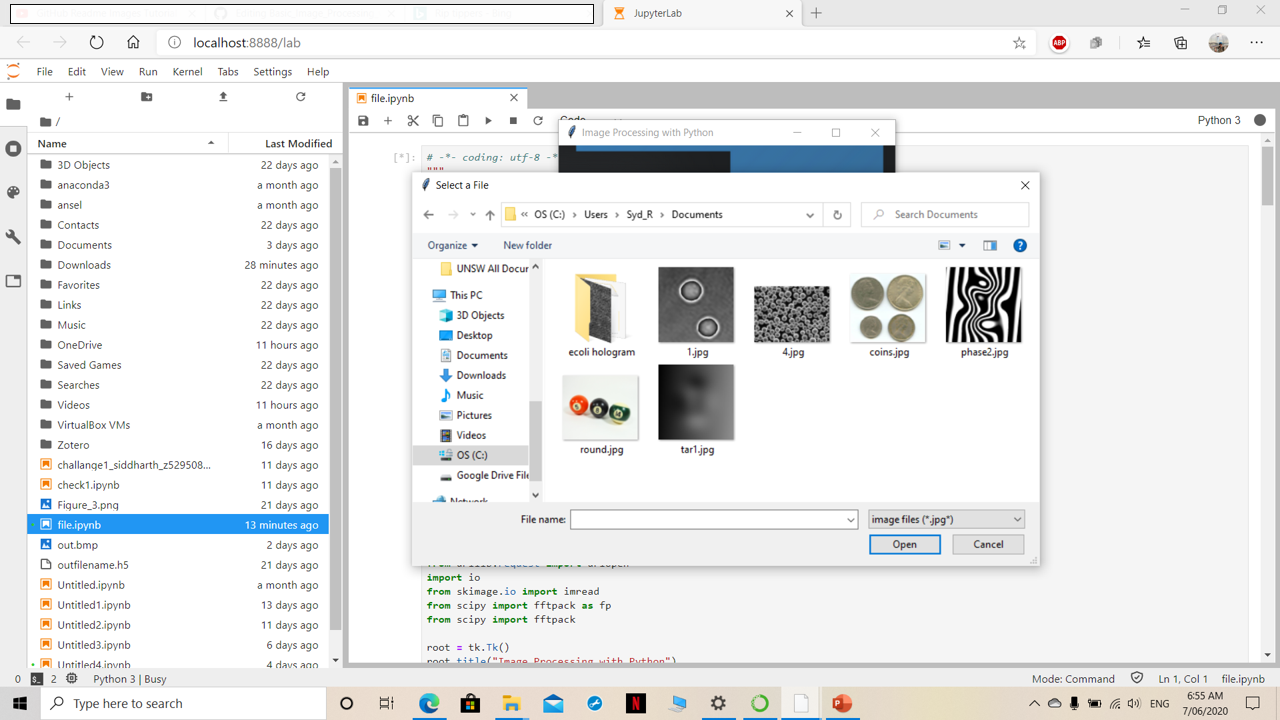 JupyterLab
localhost:8888/lab
ABP
File Edit View Run Kernel Tabs Settings Help
file.ipynb
/
Code
Python 3
Name
Last Modified
3D Objects 22 days ago
anaconda3 a month ago
ansel a month ago
Contacts 22 days ago
Documents 3 days ago
Downloads 28 minutes ago
Favorites 22 days ago
Links 22 days ago
Music 22 days ago
OneDrive 11 hours ago
Saved Games 22 days ago
Searches 22 days ago
Videos 11 hours ago
VirtualBox VMs a month ago
Zotero 16 days ago
challange1_siddharth_z529508... 11 days ago
check1.ipynb 11 days ago
Figure_3.png 21 days ago
file.ipynb 13 minutes ago
out.bmp 2 days ago
outfilename.h5 21 days ago
Untitled.ipynb a month ago
Untitled1.ipynb 13 days ago
Untitled2.ipynb 11 days ago
Untitled3.ipynb 6 days ago
Untitled4.ipynb 4 days ago
[*]: # -*- coding: utf-8 -*
"""
Image Processing with Python
Select a File
« OS (C:) › Users › Syd_R › Documents
Search Documents
Organize
New folder
UNSW All Docur
This PC
3D Objects
Desktop
Documents
Downloads
Music
Pictures
Videos
OS (C:)
Google Drive File
Network
ecoli hologram
1.jpg
4.jpg
coins.jpg
phase2.jpg
round.jpg
tar1.jpg
File name:
image files ("*.jpg")
Open
Cancel
from urllib.request import urlopen
import io
from skimage.io import imread
from scipy import fftpack as fp
from scipy import fftpack
root = tk.Tk()
root.title("Image Processing with Python")
0
2
Python 3 | Busy
Mode: Command
Ln 1, Col 1
file.ipynb
Type here to search
N
ENG
6:55 AM
7/06/2020